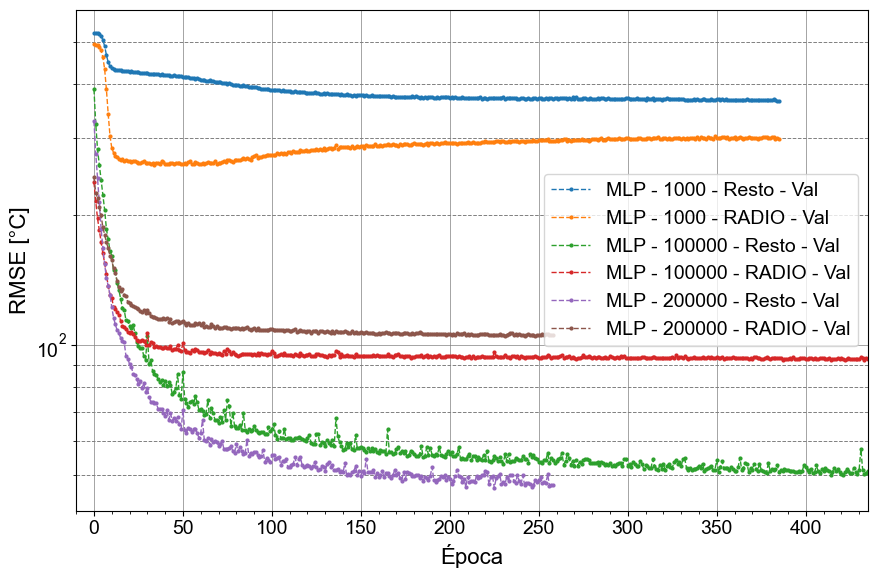 RMSE [°C]
10²
MLP - 1000 - Resto - Val
MLP - 1000 - RADIO - Val
MLP - 100000 - Resto - Val
MLP - 100000 - RADIO - Val
MLP - 200000 - Resto - Val
MLP - 200000 - RADIO - Val
0 50 100 150 200 250 300 350 400
Época